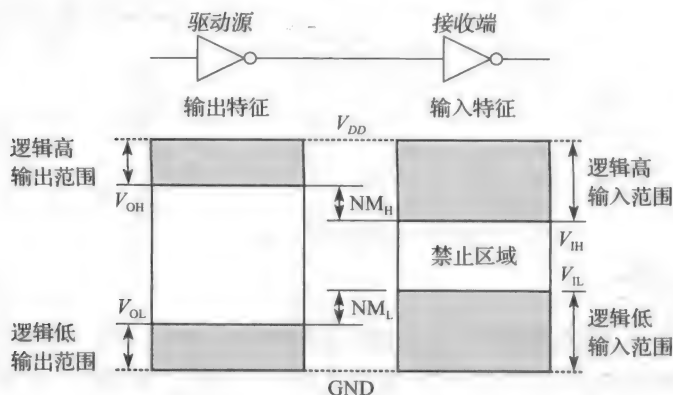 驱动源
接收端
输出特征
输入特征
V_DD
逻辑高
输出范围
V_OH
NM_H
逻辑高
输入范围
V_IH
禁止区域
V_IL
V_OL
NM_L
逻辑低
输出范围
逻辑低
输入范围
GND